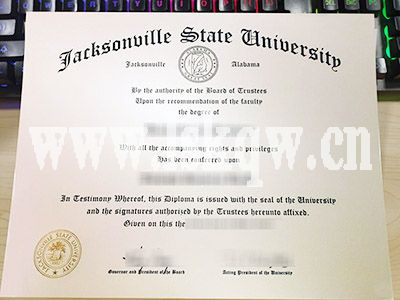 Jacksonville State University
Jacksonville Alabama
By the authority of the Board of Trustees
Upon the recommendation of the faculty
the degree of
With all the accompanying rights and privileges
Has been conferred upon
In Testimony Whereof, this Diploma is issued with the seal of the University
and the signatures authorized by the Trustees hereunto affixed.
Given on this the
Governor and President of the Board Acting President of the University
JACKSONVILLE STATE UNIVERSITY